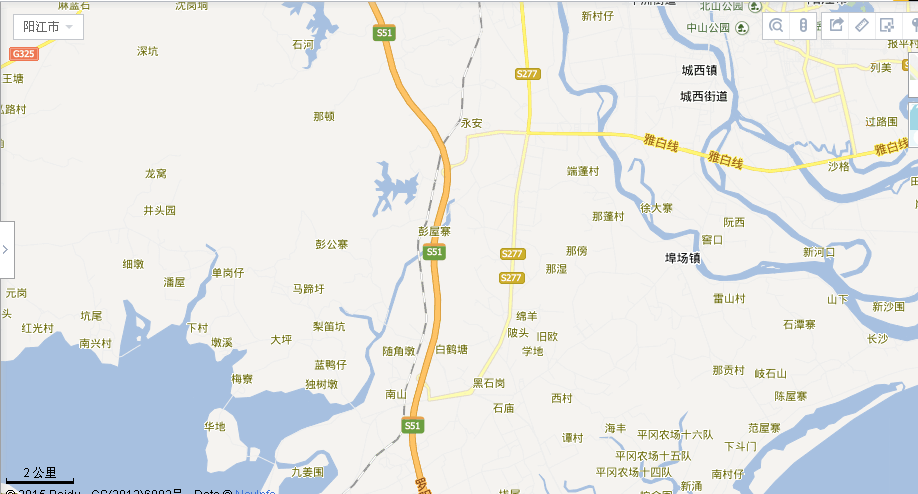 麻蓝石
沈岗垌
新村仔
北山公园
中山公园
阳江市
S51
G325
深坑
石河
报平村
列美
王塘
S277
城西镇
城西街道
那顿
永安
过路围
雅白线
雅白线
雅白线
沙格
龙窝
端蓬村
井头园
那蓬村
徐大寨
阮西
彭屋寨
窖口
彭公寨
S51
S277
那傍
埠场镇
新河口
细墩
潘屋
单岗仔
那湿
S277
元岗
马蹄圩
雷山村
山下
新沙围
坑尾
绵羊
红光村
下村
梨笛坑
石潭寨
陂头
旧欧
南兴村
墩溪
大坪
随角墩
白鹤塘
学地
长沙
蓝鸭仔
那贡村
岐石山
梅寮
独树墩
黑石岗
南山
西村
陈屋寨
石庙
华地
S51
海丰
范屋寨
谭村
平冈农场十六队
下斗门
平冈农场十五队
九姜围
平冈农场十四队
南村仔
2 公里
新涌